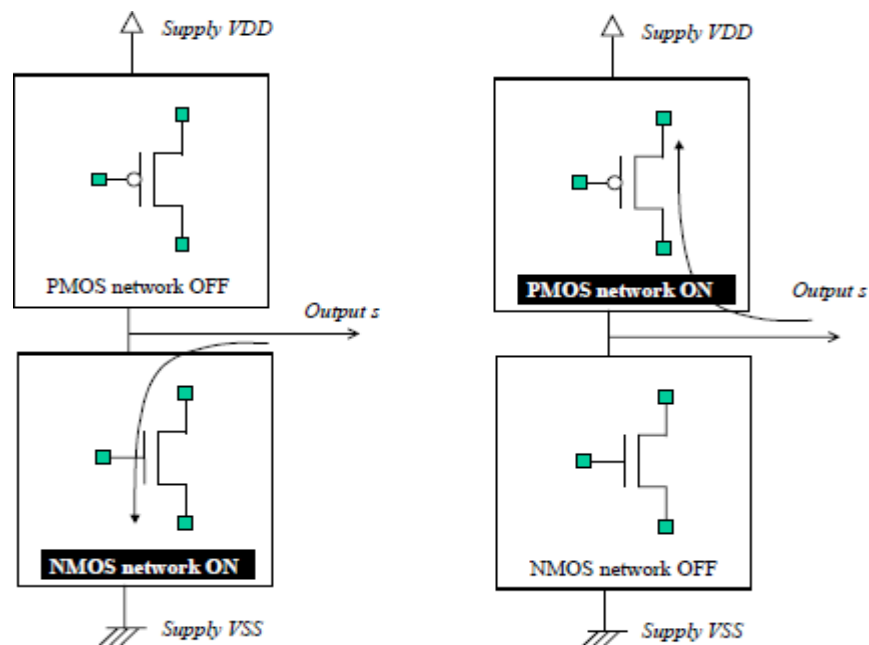 Supply VDD
PMOS network OFF
Output s
NMOS network ON
Supply VSS
Supply VDD
PMOS network ON
Output s
NMOS network OFF
Supply VSS